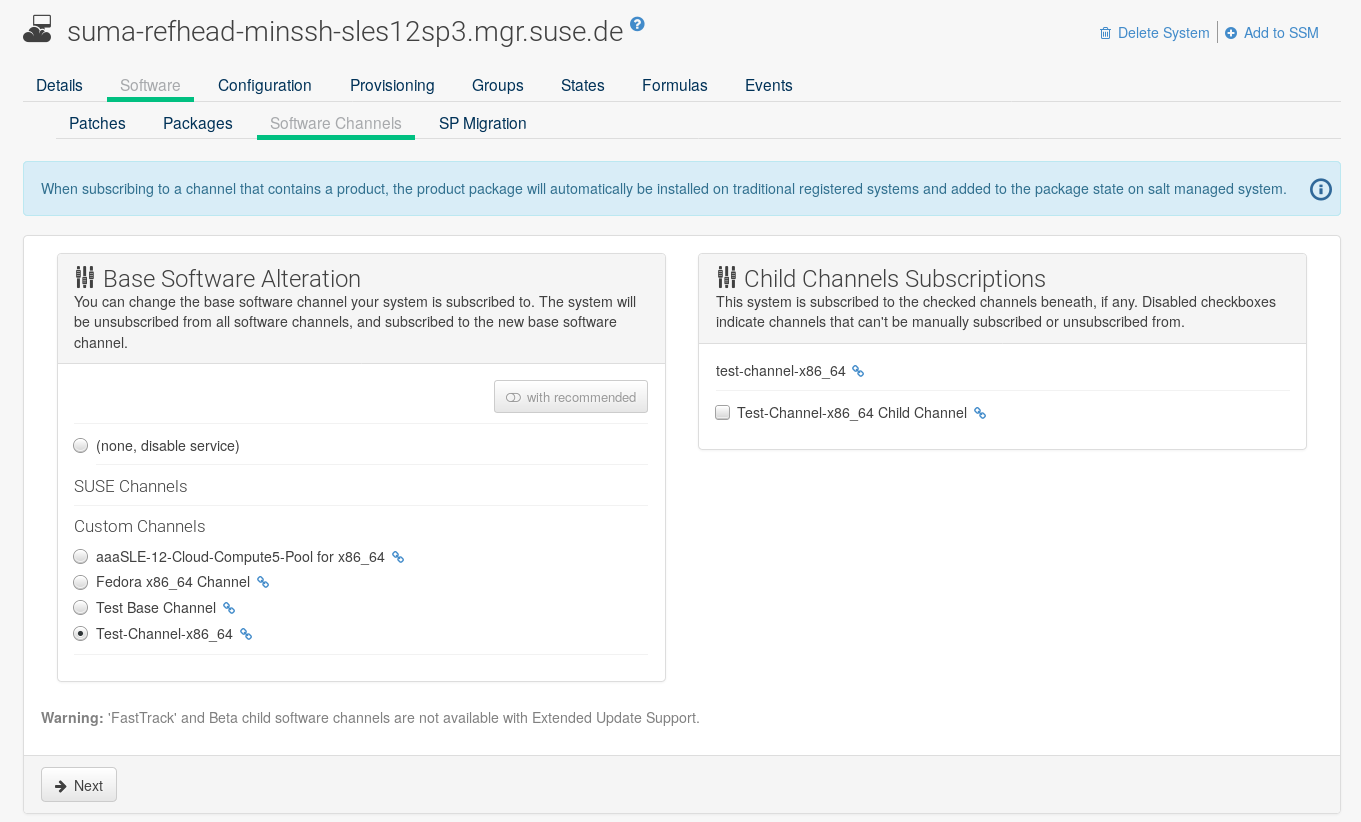 suma-refhead-minssh-sles12sp3.mgr.suse.de
Delete System
Add to SSM
Details Software Configuration Provisioning Groups States Formulas Events
Patches Packages Software Channels SP Migration
When subscribing to a channel that contains a product, the product package will automatically be installed on traditional registered systems and added to the package state on salt managed system.
Base Software Alteration
You can change the base software channel your system is subscribed to. The system will
be unsubscribed from all software channels, and subscribed to the new base software
channel.
with recommended
(none, disable service)
SUSE Channels
Custom Channels
aaaSLE-12-Cloud-Compute5-Pool for x86_64
Fedora x86_64 Channel
Test Base Channel
Test-Channel-x86_64
Child Channels Subscriptions
This system is subscribed to the checked channels beneath, if any. Disabled checkboxes
indicate channels that can't be manually subscribed or unsubscribed from.
test-channel-x86_64
Test-Channel-x86_64 Child Channel
Warning: 'FastTrack' and Beta child software channels are not available with Extended Update Support.
Next